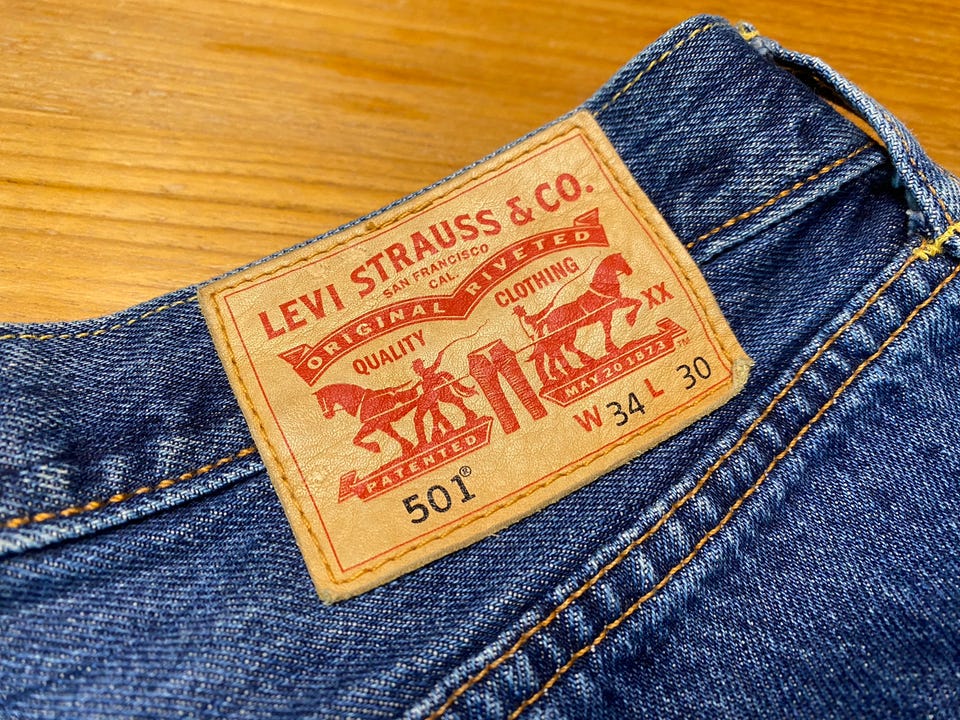 LEVI STRAUSS & CO.
SAN FRANCISCO
CAL.
ORIGINAL RIVETED
QUALITY CLOTHING
XX
PATENTED MAY 20 1873 ™
501® W 34 L 30